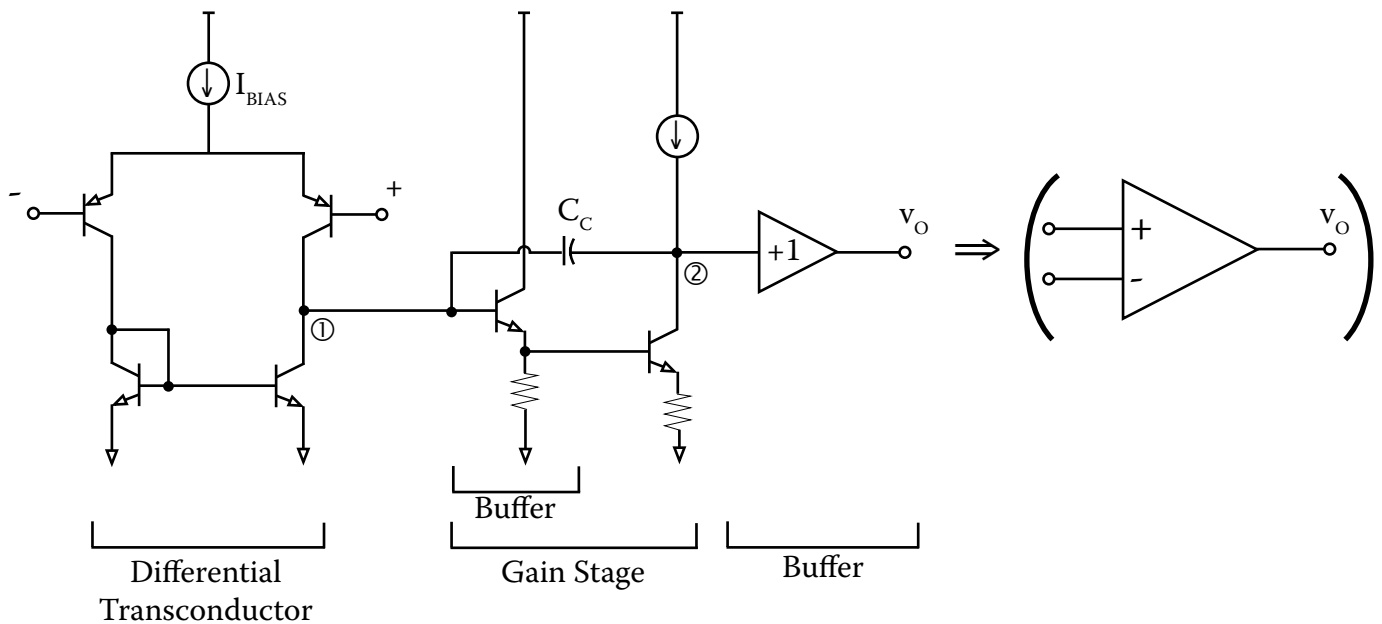 I_BIAS
-
+
C_C
①
②
+1
v_O
⇒
+
-
v_O
Buffer
Differential
Transconductor
Gain Stage
Buffer